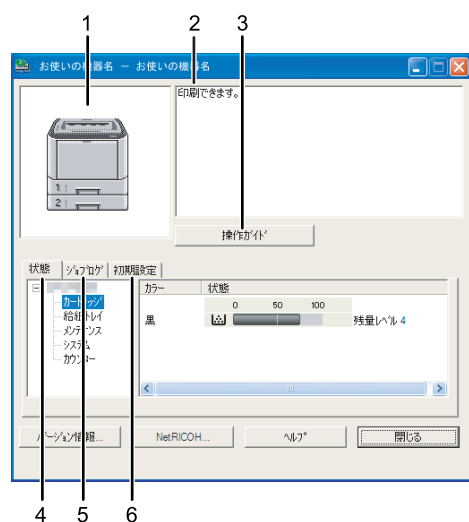 1
2
3
お使いの機器名 － お使いの機器名
印刷できます。
1
2
操作ガイド
状態
ジョブログ
初期設定
カラー
状態
カートリッジ
給紙トレイ
メンテナンス
システム
カウンター
0 50 100
黒
残量レベル 4
バージョン情報...
NetRICOH...
ヘルプ
閉じる
4
5
6